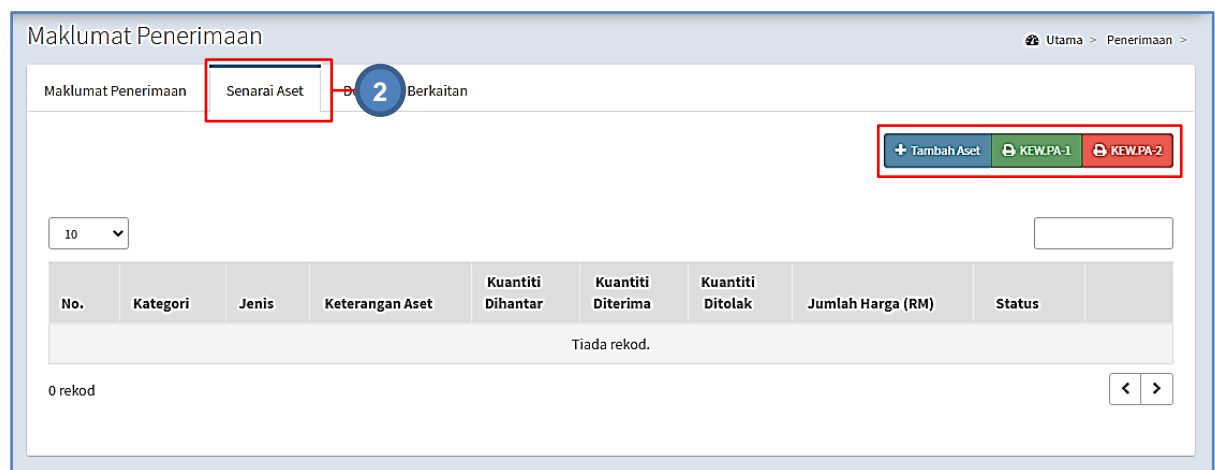 Maklumat Penerimaan
Utama > Penerimaan >
Maklumat Penerimaan Senarai Aset 2 Berkaitan
+ Tambah Aset KEW.PA-1 KEW.PA-2
10
No. Kategori Jenis Keterangan Aset Kuantiti Dihantar Kuantiti Diterima Kuantiti Ditolak Jumlah Harga (RM) Status
Tiada rekod.
0 rekod
< >